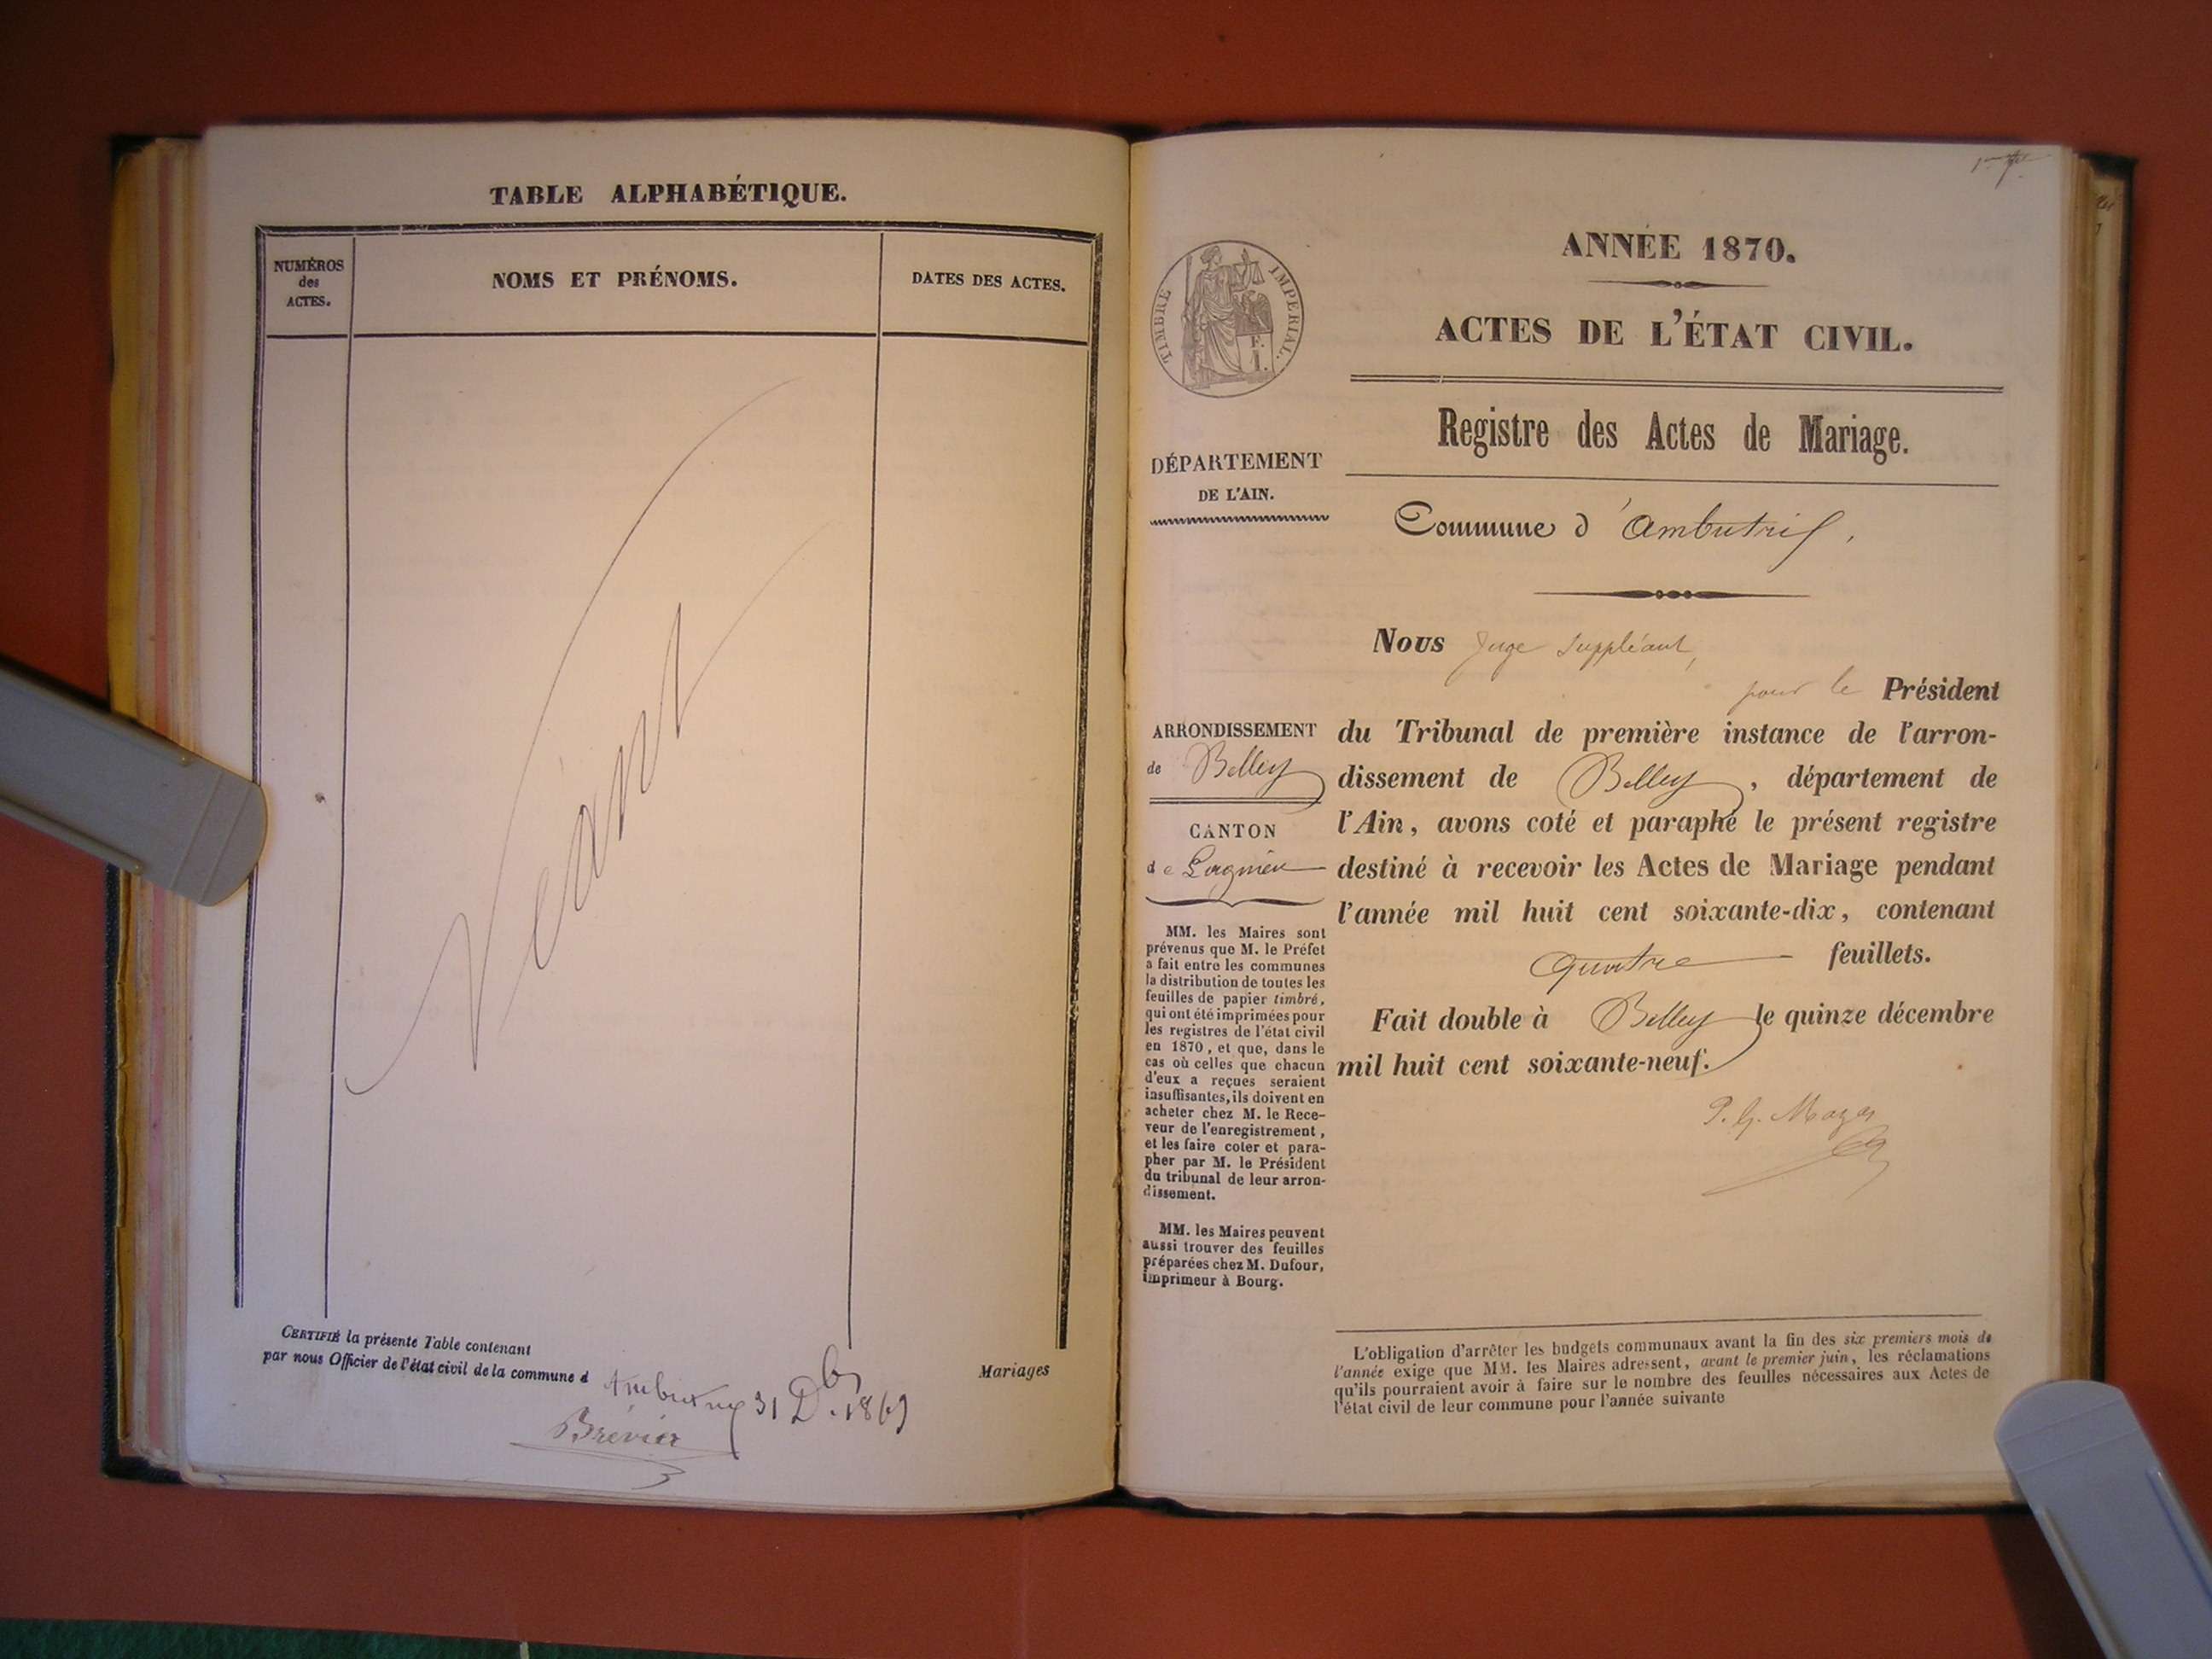 TABLE ALPHABÉTIQUE.
NUMÉROS
des
ACTES.
NOMS ET PRÉNOMS.
DATES DES ACTES.
Néant
CERTIFIÉ la présente Table contenant
par nous Officier de l'état civil de la commune d
31 Dbre 1869
Mariages
Brévier
ANNÉE 1870.
ACTES DE L'ÉTAT CIVIL.
TIMBRE IMPERIAL.
Registre des Actes de Mariage.
DÉPARTEMENT
DE L'AIN.
Commune d'Ambutrix,
Nous Juge Suppléant,
pour le Président
du Tribunal de première instance de l'arron-
dissement de Belley, département de
l'Ain, avons coté et paraphé le présent registre
destiné à recevoir les Actes de Mariage pendant
l'année mil huit cent soixante-dix, contenant
quatre feuillets.
Fait double à Belley le quinze décembre
mil huit cent soixante-neuf.
ARRONDISSEMENT
de Belley
CANTON
de Lagnieu
MM. les Maires sont
prévenus que M. le Préfet
a fait entre les communes
la distribution de toutes les
feuilles de papier timbré,
qui ont été imprimées pour
les registres de l'état civil
en 1870, et que, dans le
cas où celles que chacun
d'eux a reçues seraient
insuffisantes, ils doivent en
acheter chez M. le Rece-
veur de l'enregistrement,
et les faire coter et para-
pher par M. le Président
du tribunal de leur arron-
dissement.
MM. les Maires peuvent
aussi trouver des feuilles
préparées chez M. Dufour,
imprimeur à Bourg.
L'obligation d'arrêter les budgets communaux avant la fin des six premiers mois de
l'année exige que MM. les Maires adressent, avant le premier juin, les réclamations
qu'ils pourraient avoir à faire sur le nombre des feuilles nécessaires aux Actes de
l'état civil de leur commune pour l'année suivante